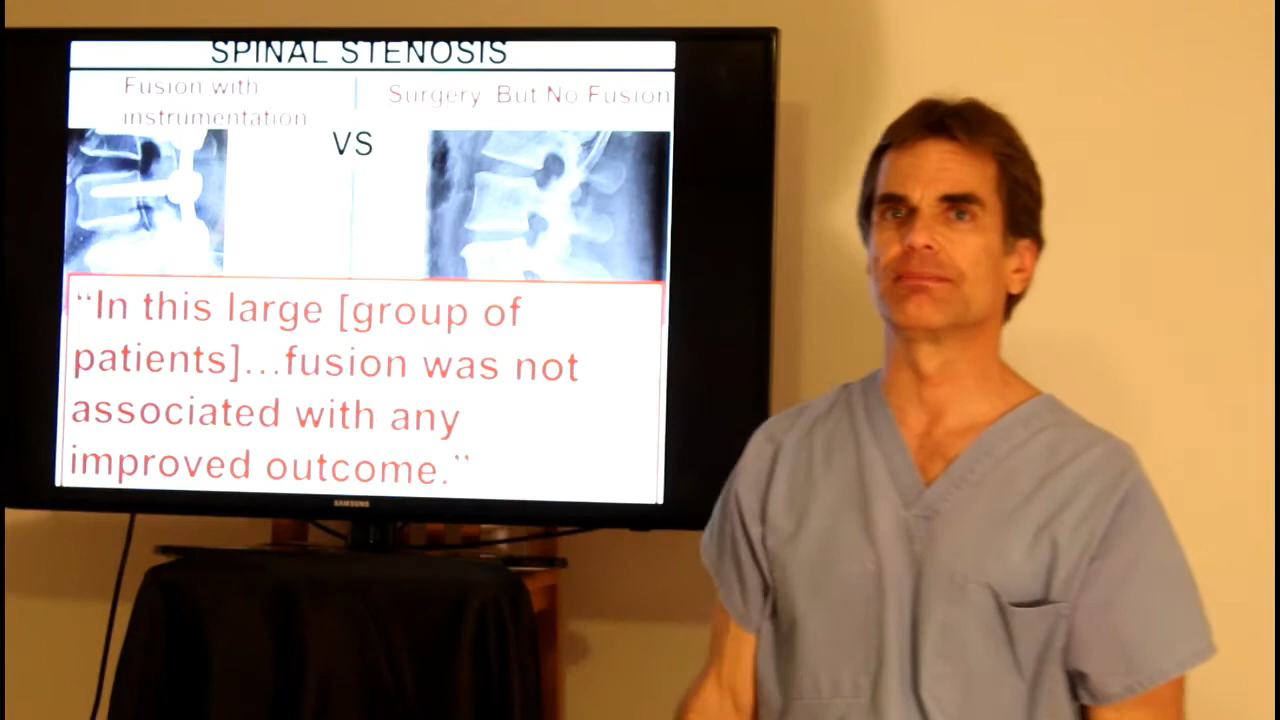 SPINAL STENOSIS
Fusion with
instrumentation
Surgery But No Fusion
VS
“In this large [group of
patients]...fusion was not
associated with any
improved outcome.”
SAMSUNG